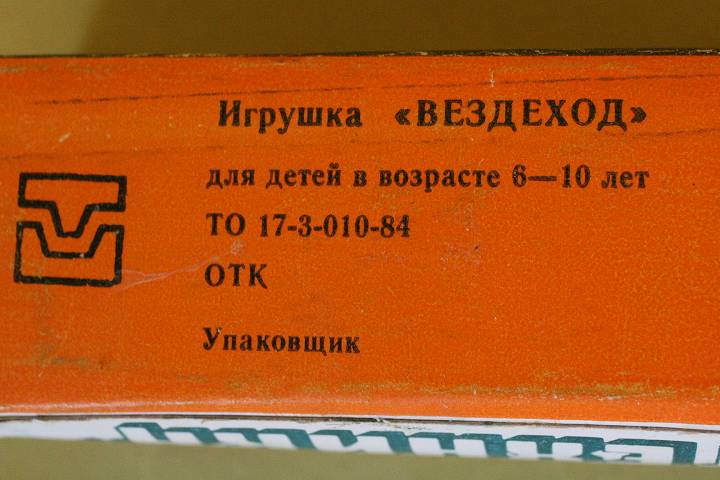 Игрушка «ВЕЗДЕХОД»
для детей в возрасте 6—10 лет
ТО 17-3-010-84
ОТК
Упаковщик